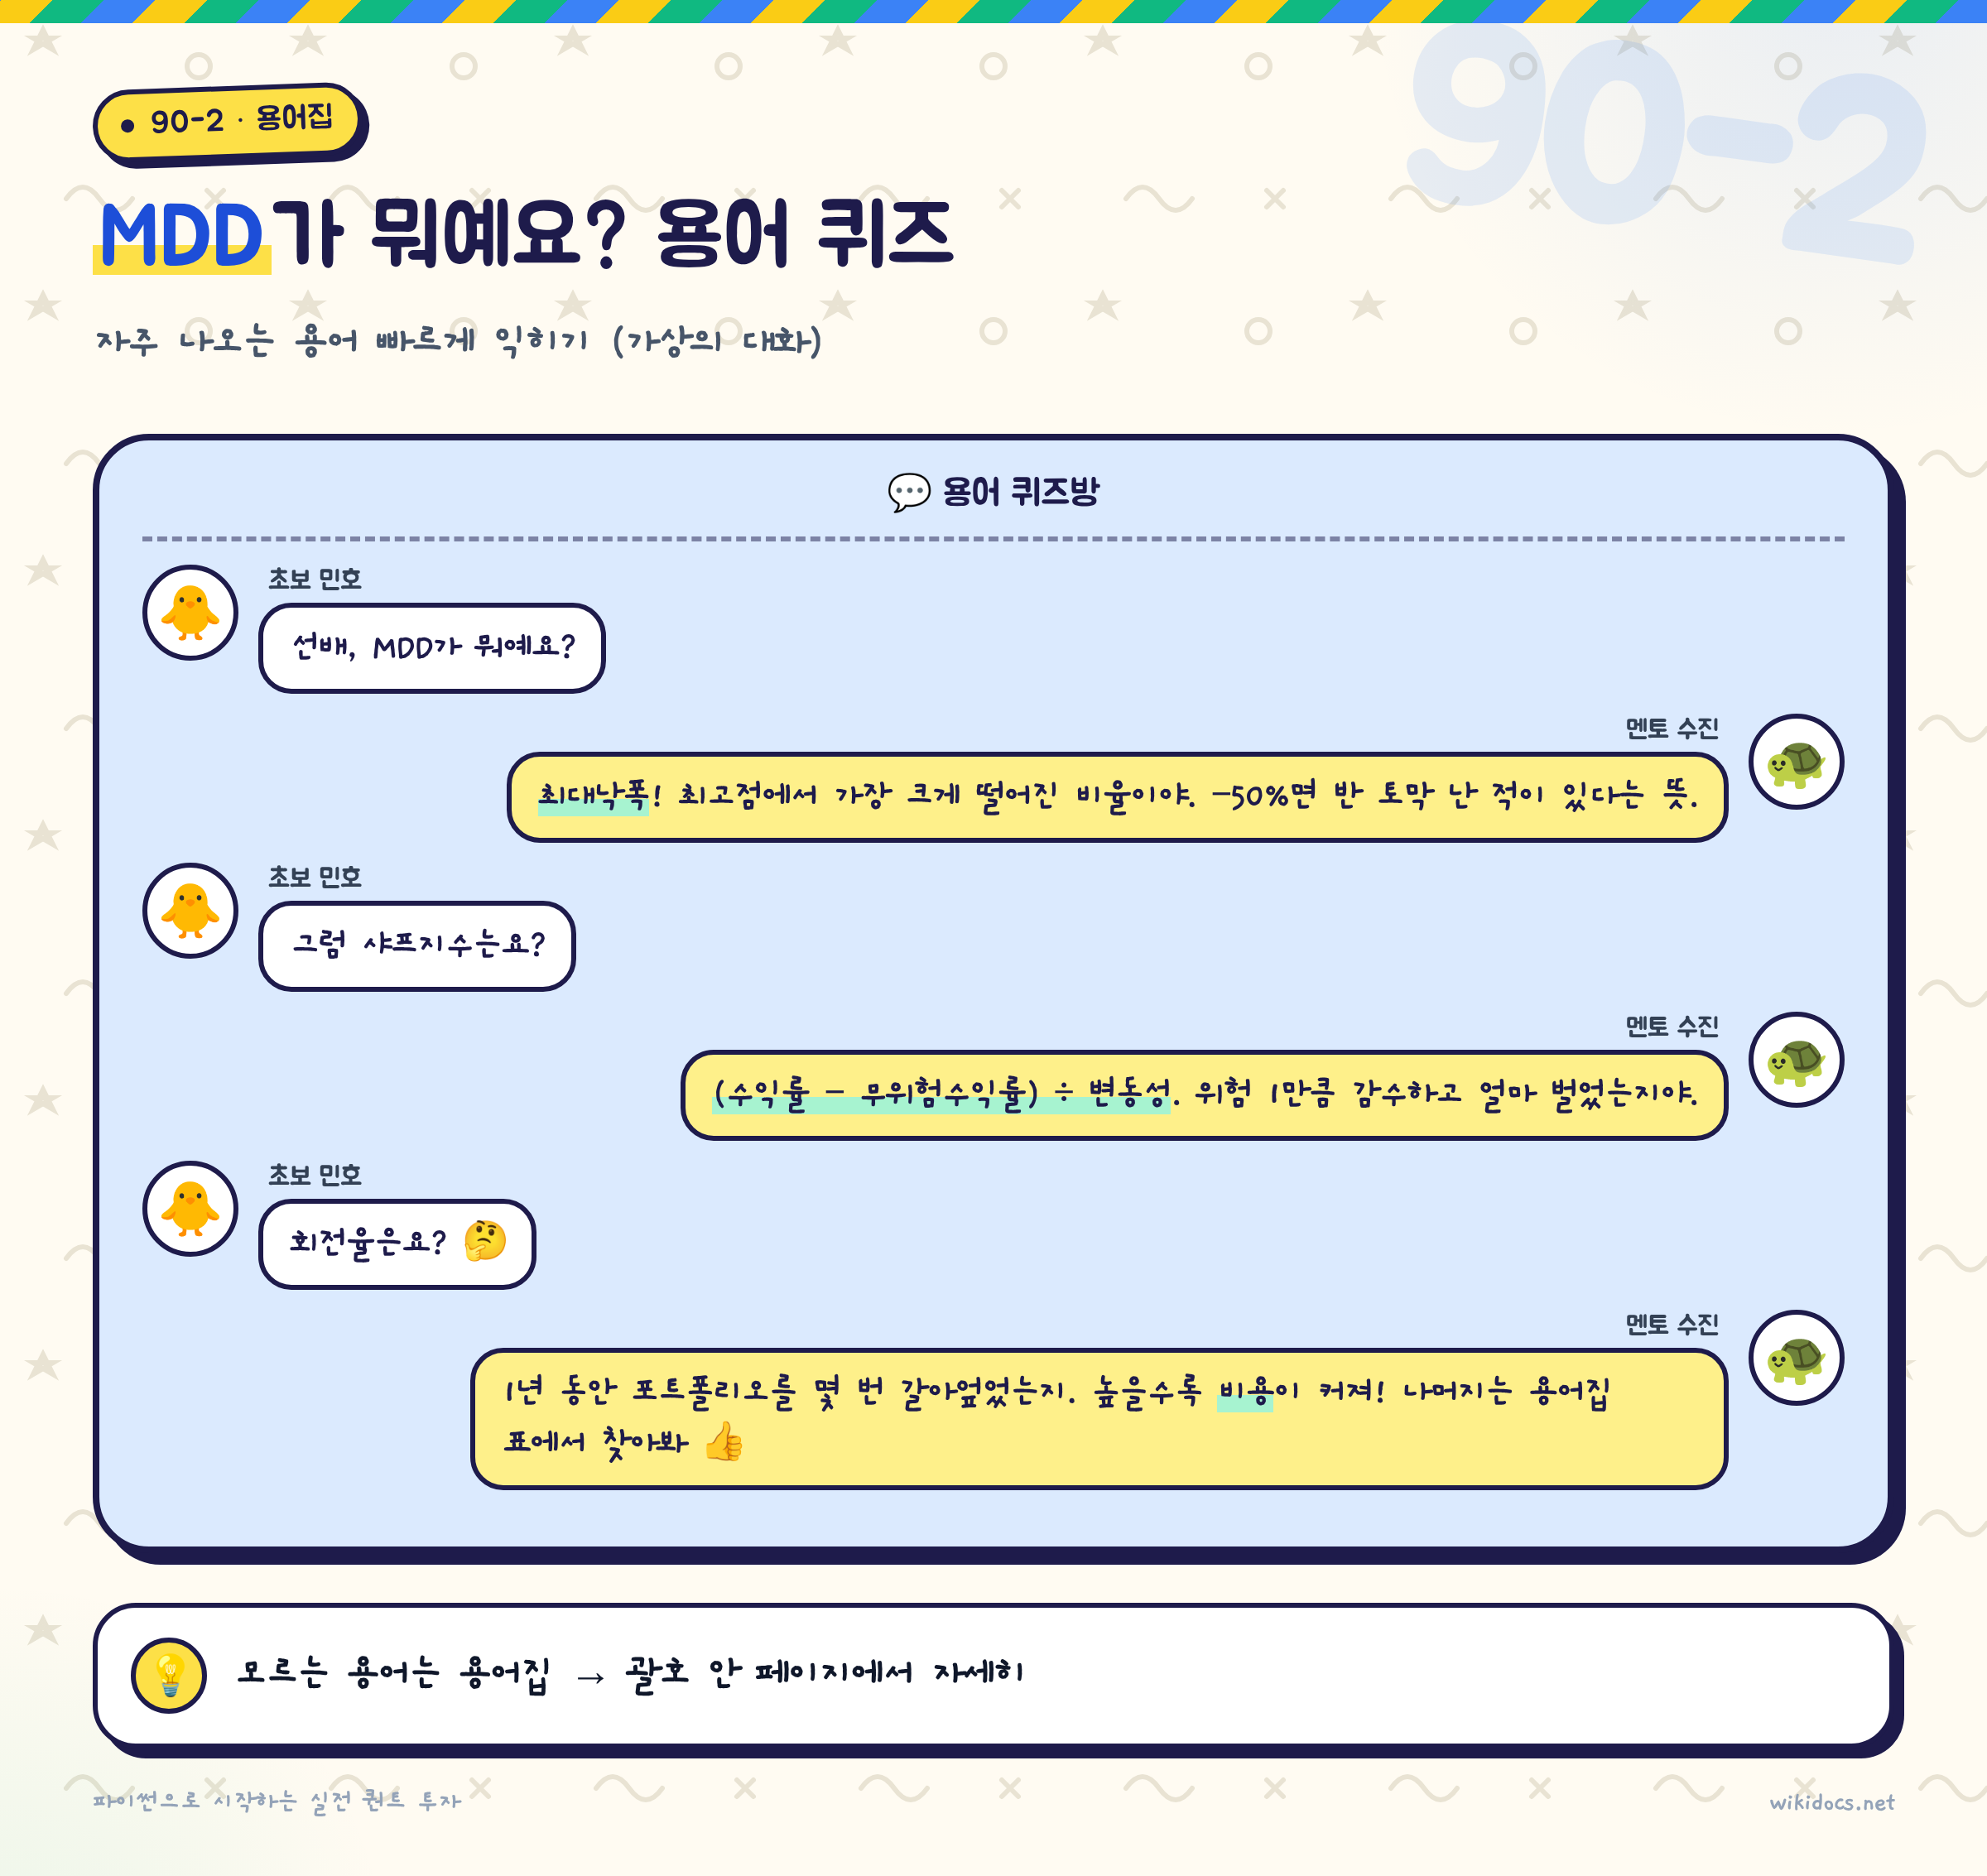 90-2
• 90-2 · 용어집
MDD가 뭐예요? 용어 퀴즈
자주 나오는 용어 빠르게 익히기 (가상의 대화)
💬 용어 퀴즈방
초보 민호
선배, MDD가 뭐예요?
멘토 수진
최대낙폭! 최고점에서 가장 크게 떨어진 비율이야. −50%면 반 토막 난 적이 있다는 뜻.
초보 민호
그럼 샤프지수는요?
멘토 수진
(수익률 − 무위험수익률) ÷ 변동성. 위험 1만큼 감수하고 얼마 벌었는지야.
초보 민호
회전율은요? 🤔
멘토 수진
1년 동안 포트폴리오를 몇 번 갈아엎었는지. 높을수록 비용이 커져! 나머지는 용어집
표에서 찾아봐 👍
모르는 용어는 용어집 → 괄호 안 페이지에서 자세히
파이썬으로 시작하는 실전 퀀트 투자
wikidocs.net